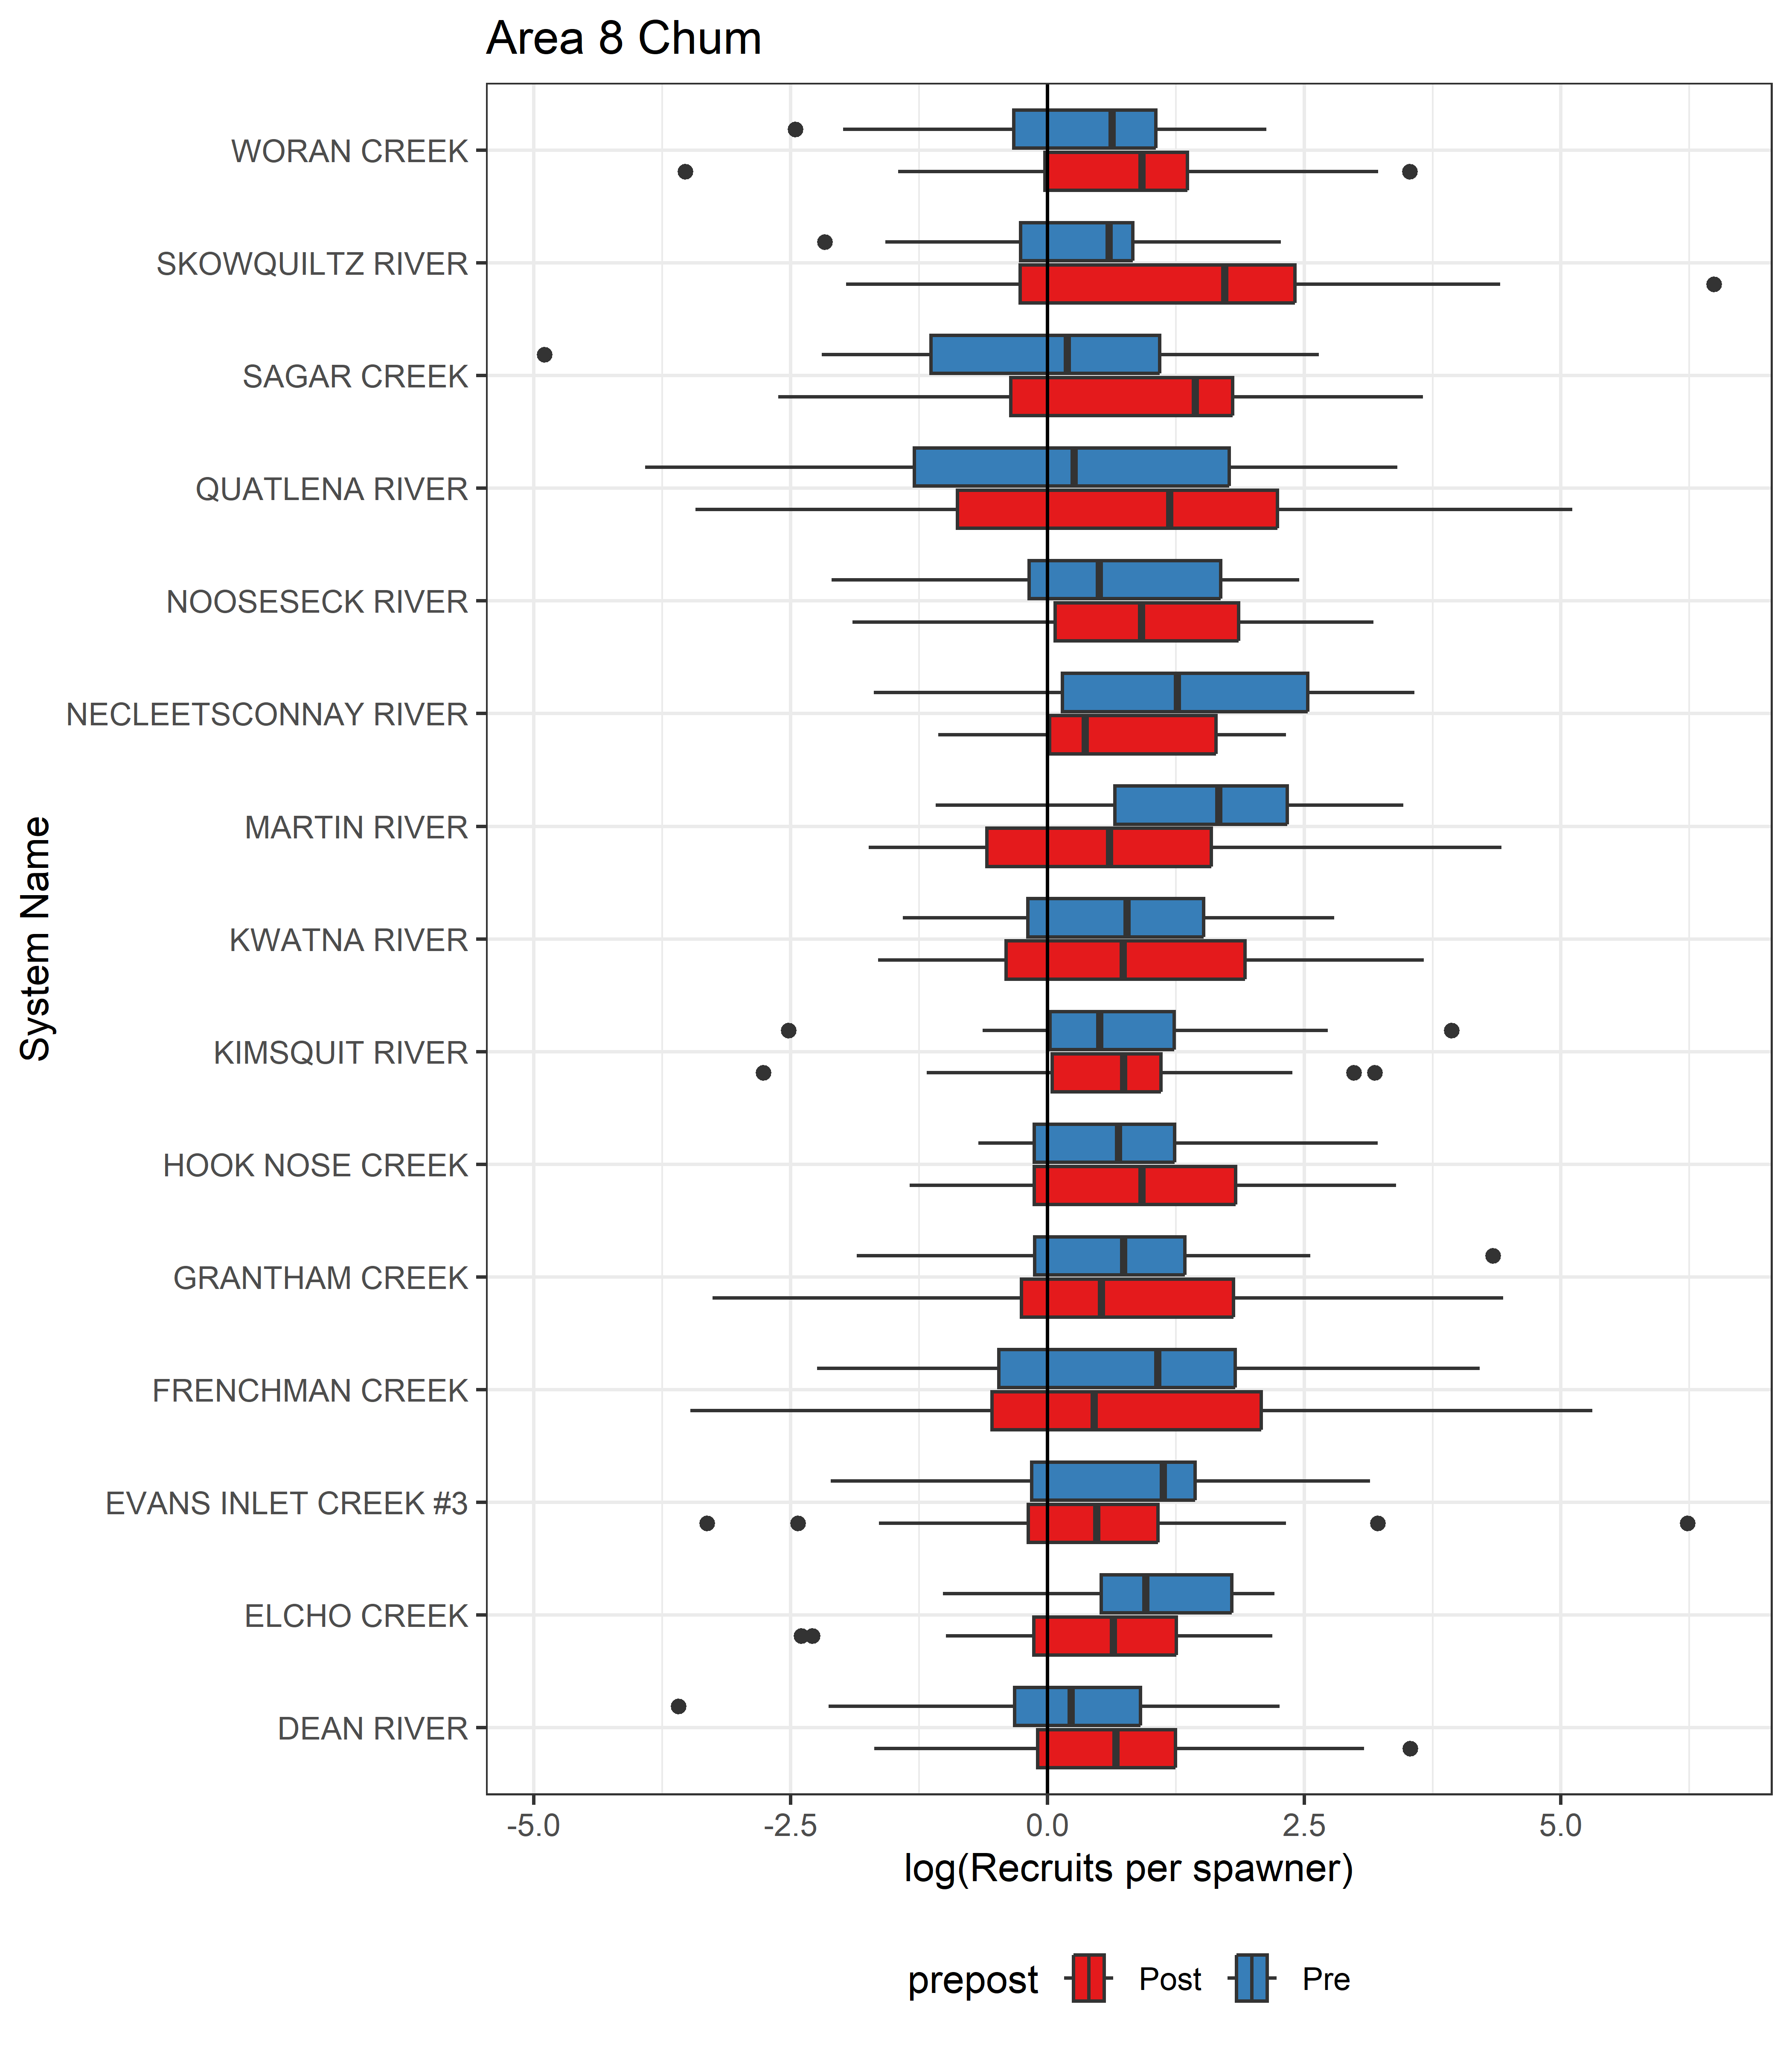 Area 8 Chum
WORAN CREEK
SKOWQUILTZ RIVER
SAGAR CREEK
QUATLENA RIVER
NOOSESECK RIVER
NECLEETSCONNAY RIVER
MARTIN RIVER
KWATNA RIVER
KIMSQUIT RIVER
HOOK NOSE CREEK
GRANTHAM CREEK
FRENCHMAN CREEK
EVANS INLET CREEK #3
ELCHO CREEK
DEAN RIVER
System Name
-5.0 -2.5 0.0 2.5 5.0
log(Recruits per spawner)
prepost Post Pre